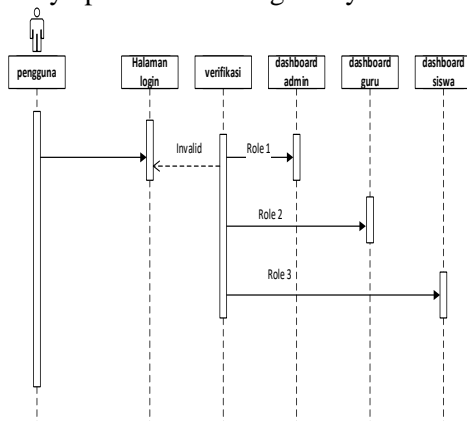 pengguna
Halaman
login
verifikasi
dashboard
admin
dashboard
guru
dashboard
siswa
Invalid
Role 1
Role 2
Role 3